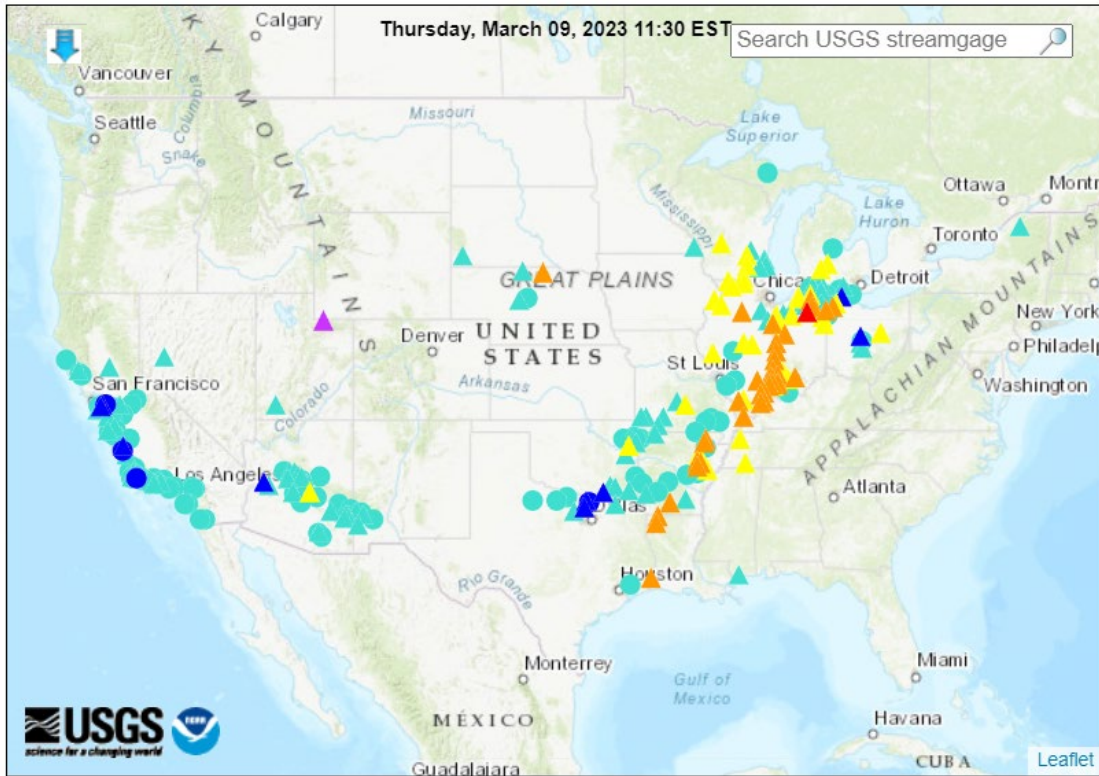 Thursday, March 09, 2023 11:30 EST
Search USGS streamgage
Calgary
Vancouver
Seattle
Columbia
Snake
KY MOUNTAINS
Missouri
Lake
Superior
Mississippi
Lake
Huron
Ottawa
Montr
Toronto
GREAT PLAINS
Chica
Detroit
New York
Philadelp
Washington
APPALACHIAN MOUNTAINS
Denver
UNITED
STATES
St Louis
Arkansas
San Francisco
Colorado
Los Angeles
Atlanta
Dallas
Houston
Rio Grande
Monterrey
Gulf of
Mexico
Miami
MÉXICO
Havana
CUBA
Guadalajara
USGS
science for a changing world
NOAA
Leaflet